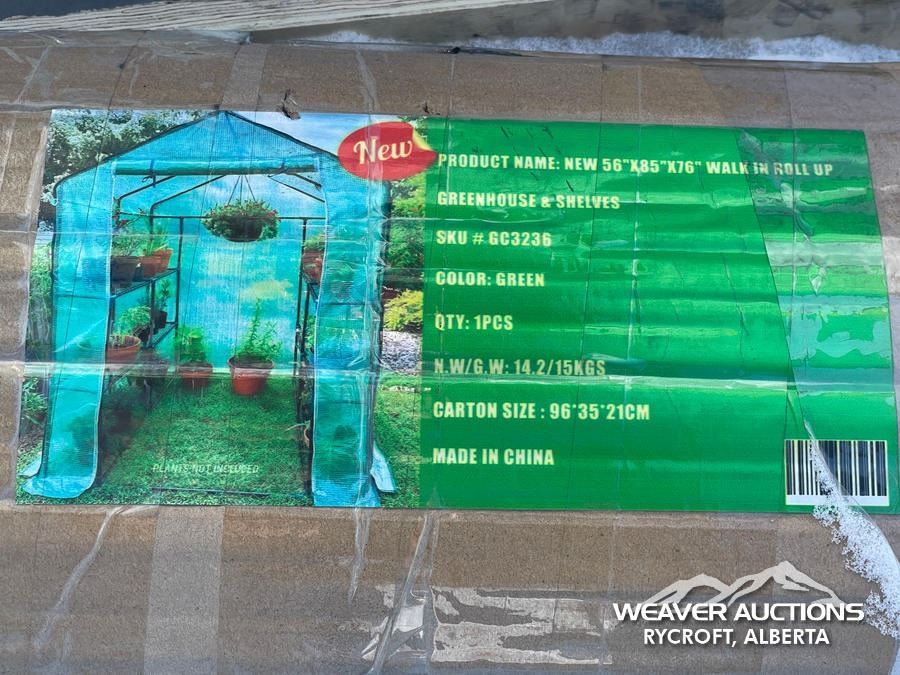 New
PRODUCT NAME: NEW 56"X85"X76" WALK IN ROLL UP
GREENHOUSE & SHELVES
SKU # GC3236
COLOR: GREEN
QTY: 1PCS
N.W/G.W: 14.2/15KGS
CARTON SIZE : 96*35*21CM
MADE IN CHINA
PLANTS NOT INCLUDED
WEAVER AUCTIONS
RYCROFT, ALBERTA